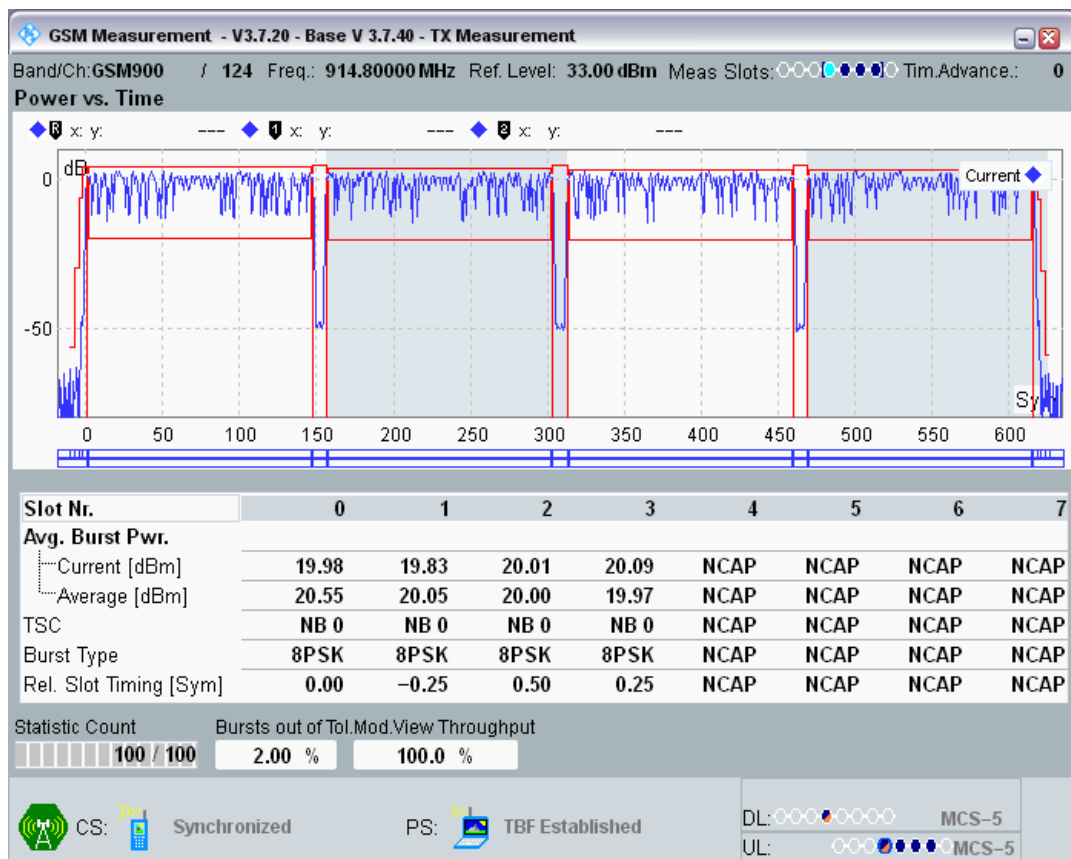 GSM Measurement - V3.7.20 - Base V 3.7.40 - TX Measurement
Band/Ch:GSM900 / 124 Freq.: 914.80000 MHz Ref. Level: 33.00 dBm Meas Slots: Tim.Advance.: 0
Power vs. Time
R x: y: --- 1 x: y: --- 2 x: y: ---
dB
Current
0
-50
Sy
0 50 100 150 200 250 300 350 400 450 500 550 600
Slot Nr. 0 1 2 3 4 5 6 7
Avg. Burst Pwr.
Current [dBm] 19.98 19.83 20.01 20.09 NCAP NCAP NCAP NCAP
Average [dBm] 20.55 20.05 20.00 19.97 NCAP NCAP NCAP NCAP
TSC NB 0 NB 0 NB 0 NB 0 NCAP NCAP NCAP NCAP
Burst Type 8PSK 8PSK 8PSK 8PSK NCAP NCAP NCAP NCAP
Rel. Slot Timing [Sym] 0.00 −0.25 0.50 0.25 NCAP NCAP NCAP NCAP
Statistic Count Bursts out of Tol.Mod.View Throughput
100 / 100 2.00 % 100.0 %
CS: Synchronized PS: TBF Established
DL: MCS−5
UL: MCS−5